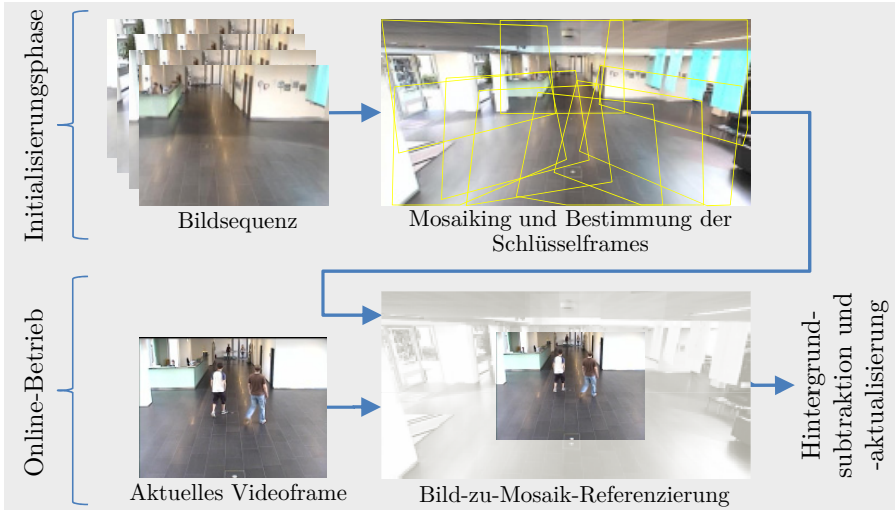 Initialisierungsphase
Bildsequenz
Mosaiking und Bestimmung der
Schlüsselframes
Online-Betrieb
Aktuelles Videoframe
Bild-zu-Mosaik-Referenzierung
Hintergrund-
subtraktion und
-aktualisierung